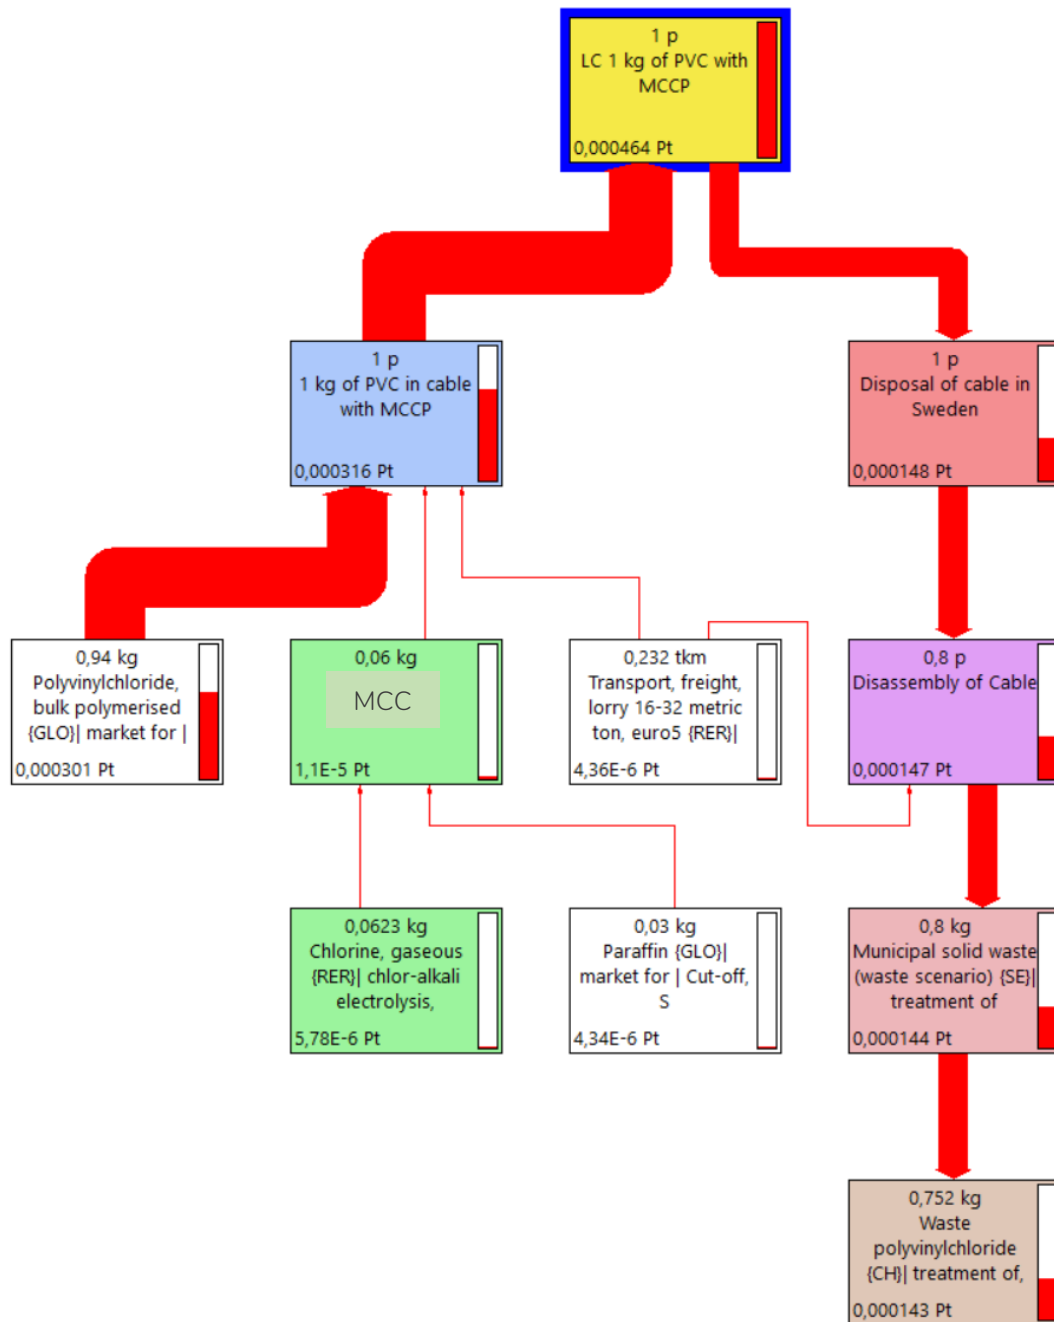 1 p
LC 1 kg of PVC with
MCCP
0,000464 Pt
1 p
1 kg of PVC in cable
with MCCP
0,000316 Pt
1 p
Disposal of cable in
Sweden
0,000148 Pt
0,94 kg
Polyvinylchloride,
bulk polymerised
{GLO}| market for |
0,000301 Pt
0,06 kg
MCC
1,1E-5 Pt
0,232 tkm
Transport, freight,
lorry 16-32 metric
ton, euro5 {RER}|
4,36E-6 Pt
0,8 p
Disassembly of Cable
0,000147 Pt
0,0623 kg
Chlorine, gaseous
{RER}| chlor-alkali
electrolysis,
5,78E-6 Pt
0,03 kg
Paraffin {GLO}|
market for | Cut-off,
S
4,34E-6 Pt
0,8 kg
Municipal solid waste
(waste scenario) {SE}|
treatment of
0,000144 Pt
0,752 kg
Waste
polyvinylchloride
{CH}| treatment of,
0,000143 Pt